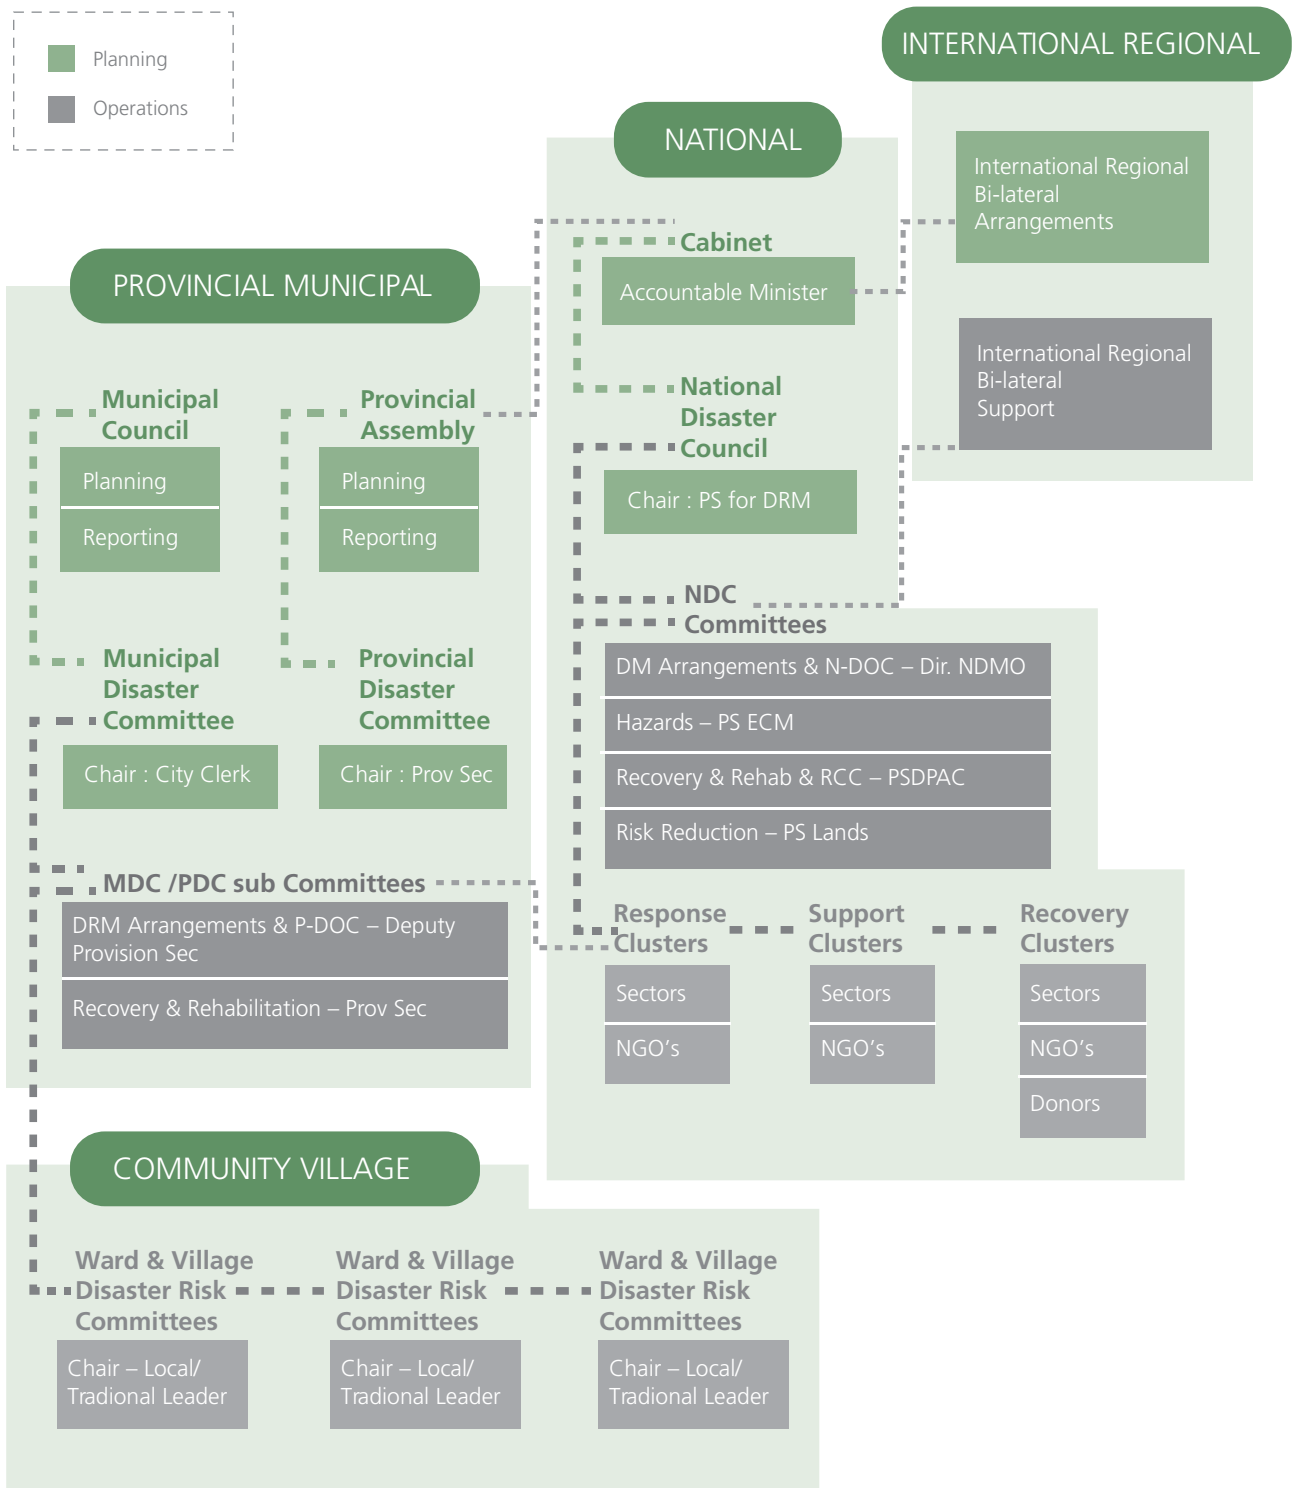 Planning
Operations
INTERNATIONAL REGIONAL
International Regional
Bi-lateral
Arrangements
International Regional
Bi-lateral
Support
NATIONAL
Cabinet
Accountable Minister
National
Disaster
Council
Chair : PS for DRM
NDC
Committees
DM Arrangements & N-DOC – Dir. NDMO
Hazards – PS ECM
Recovery & Rehab & RCC – PSDPAC
Risk Reduction – PS Lands
Response
Clusters
Sectors
NGO’s
Support
Clusters
Sectors
NGO’s
Recovery
Clusters
Sectors
NGO’s
Donors
PROVINCIAL MUNICIPAL
Municipal
Council
Planning
Reporting
Provincial
Assembly
Planning
Reporting
Municipal
Disaster
Committee
Chair : City Clerk
Provincial
Disaster
Committee
Chair : Prov Sec
MDC /PDC sub Committees
DRM Arrangements & P-DOC – Deputy
Provision Sec
Recovery & Rehabilitation – Prov Sec
COMMUNITY VILLAGE
Ward & Village
Disaster Risk
Committees
Chair – Local/
Tradional Leader
Ward & Village
Disaster Risk
Committees
Chair – Local/
Tradional Leader
Ward & Village
Disaster Risk
Committees
Chair – Local/
Tradional Leader